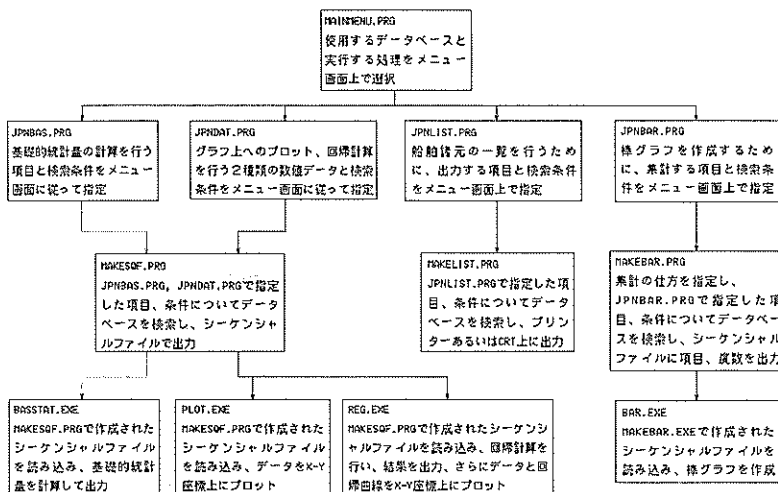 MAINMENU.PRG
使用するデータベースと
実行する処理をメニュー
画面上で選択
JPNBAS.PRG
基礎的統計量の計算を行う
項目と検索条件をメニュー
画面に従って指定
JPNDAT.PRG
グラフ上へのプロット、回帰計算
を行う2種類の数値データと検索
条件をメニュー画面に従って指定
JPNLIST.PRG
船舶諸元の一覧を行うため
に、出力する項目と検索条件
をメニュー画面上で指定
JPNBAR.PRG
棒グラフを作成するため
に、集計する項目と検索条
件をメニュー画面上で指定
MAKESQF.PRG
JPNBAS.PRG, JPNDAT.PRGで指定
した項目、条件についてデータ
ベースを検索し、シーケンシャ
ルファイルで出力
MAKELIST.PRG
JPNLIST.PRGで指定した項
目、条件についてデータ
ベースを検索し、プリン
ターあるいはCRT上に出力
MAKEBAR.PRG
集計の仕方を指定し、
JPNBAR.PRGで指定した項
目、条件についてデータベー
スを検索し、シーケンシャル
ファイルに項目、度数を出力
BASSTAT.EXE
MAKESQF.PRGで作成された
シーケンシャルファイル
を読み込み、基礎的統計
量を計算して出力
PLOT.EXE
MAKESQF.PRGで作成された
シーケンシャルファイル
を読み込み、データをX-Y
座標上にプロット
REG.EXE
MAKESQF.PRGで作成されたシーケンシ
ャルファイルを読み込み、回帰計算を
行い、結果を出力、さらにデータと回
帰曲線をX-Y座標上にプロット
BAR.EXE
MAKEBAR.EXEで作成された
シーケンシャルファイルを
読み込み、棒グラフを作成